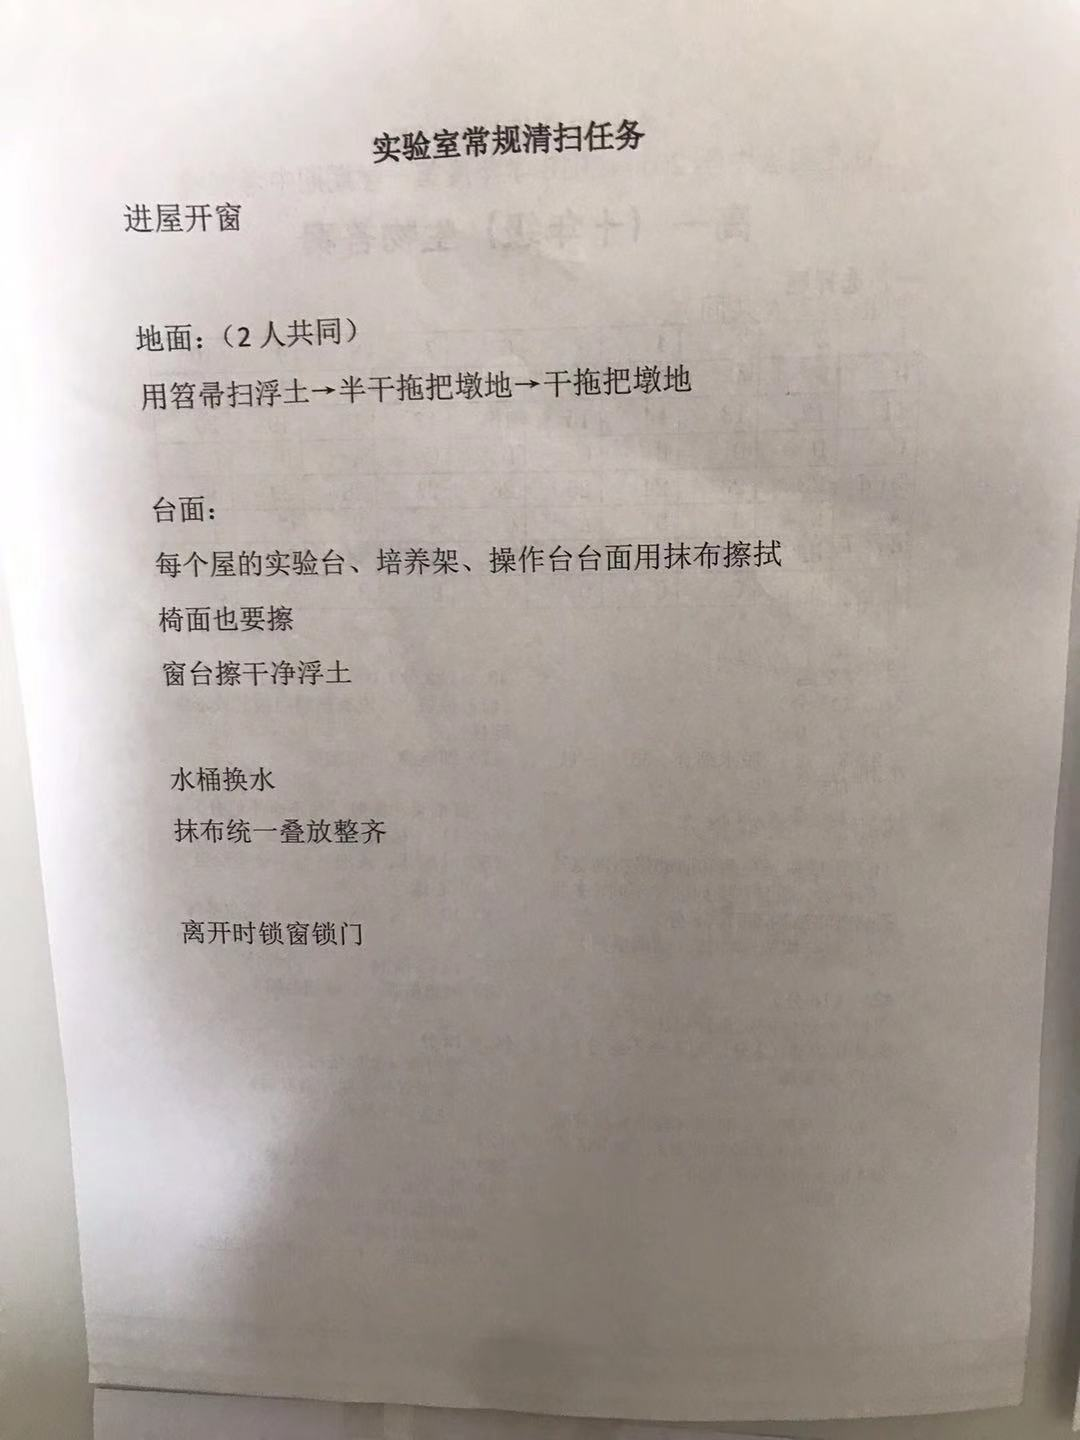 实验室常规清扫任务
进屋开窗
地面：（2 人共同）
用笤帚扫浮土→半干拖把墩地→干拖把墩地
台面：
每个屋的实验台、培养架、操作台台面用抹布擦拭
椅面也要擦
窗台擦干净浮土
水桶换水
抹布统一叠放整齐
离开时锁窗锁门